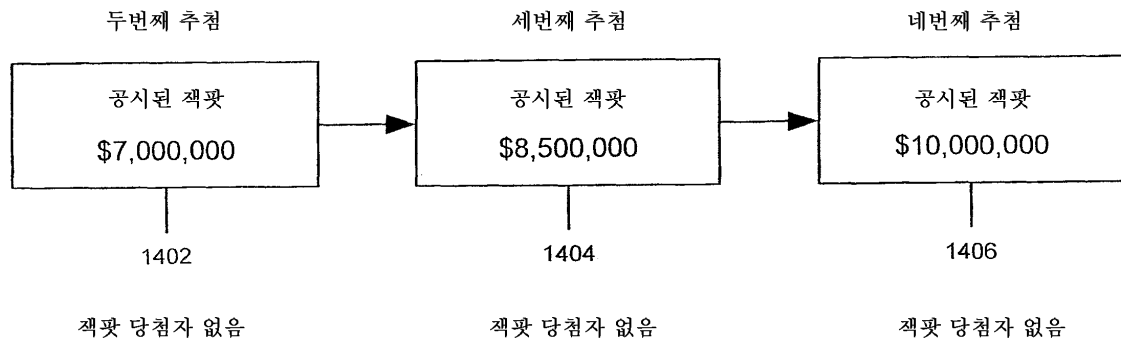 두번째 추첨
세번째 추첨
네번째 추첨
공시된 잭팟
$7,000,000
공시된 잭팟
$8,500,000
공시된 잭팟
$10,000,000
1402
1404
1406
잭팟 당첨자 없음
잭팟 당첨자 없음
잭팟 당첨자 없음